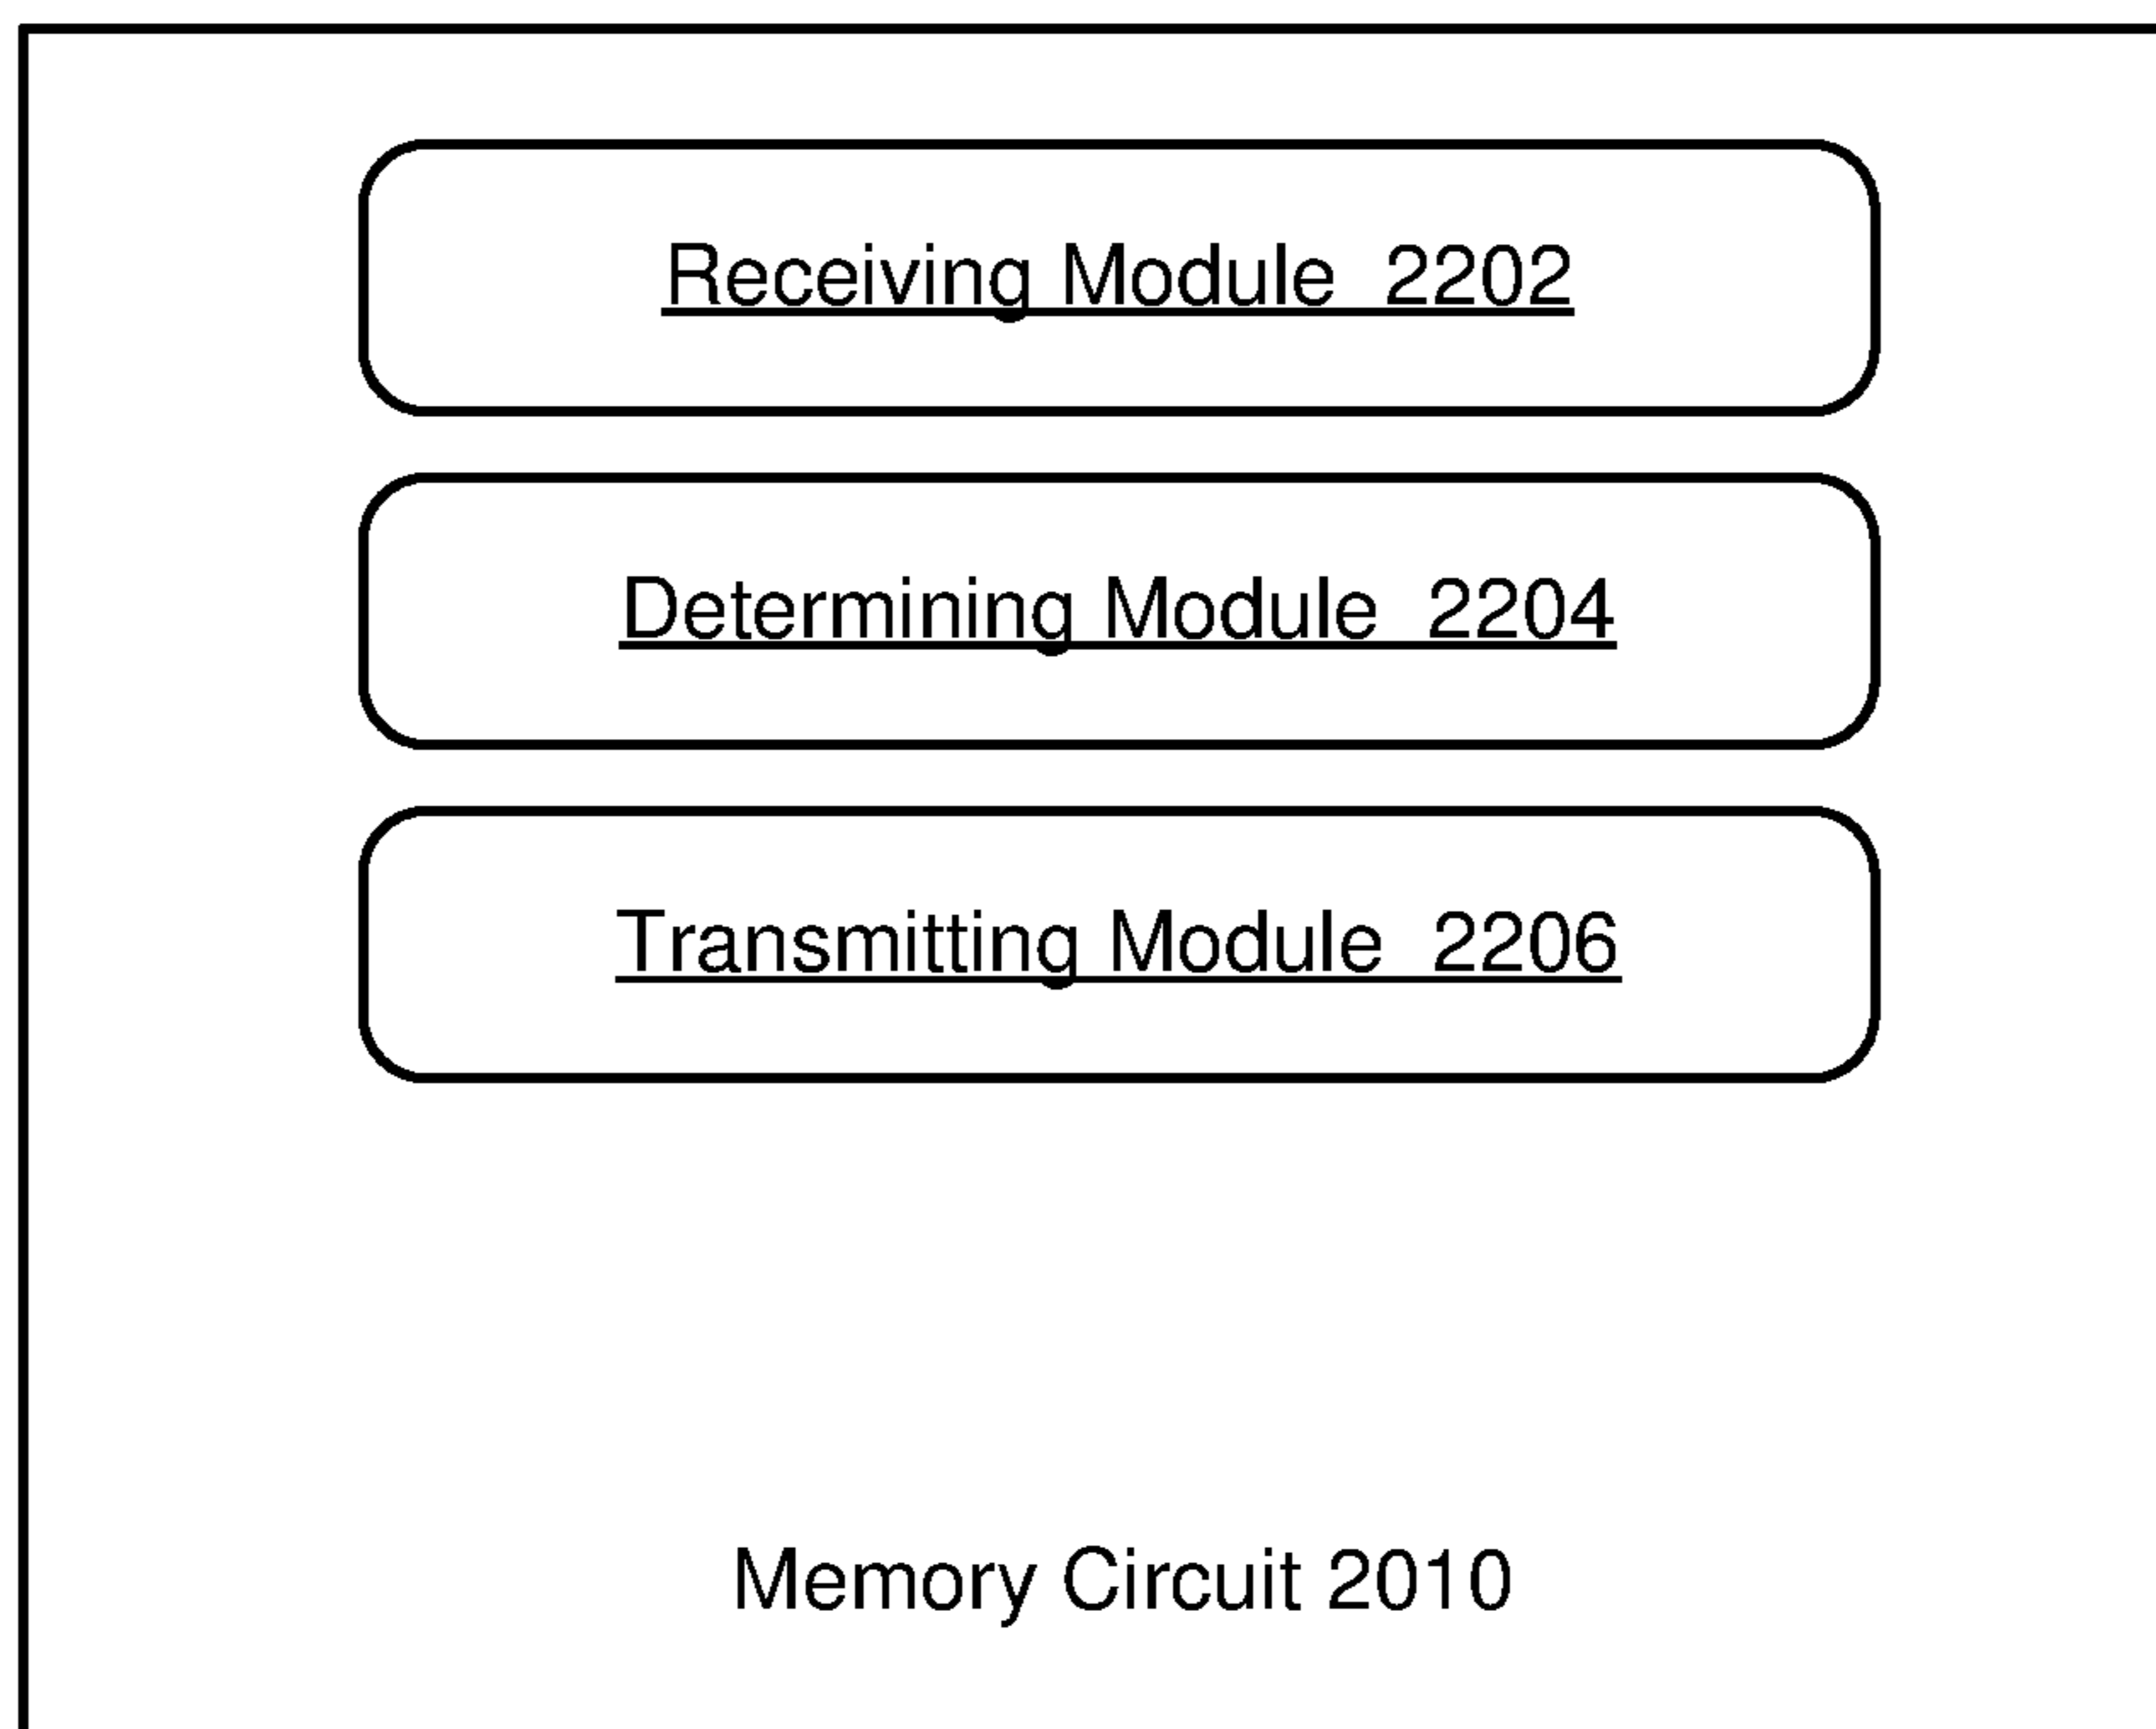 Receiving Module 2202
Determining Module 2204
Transmitting Module 2206
Memory Circuit 2010